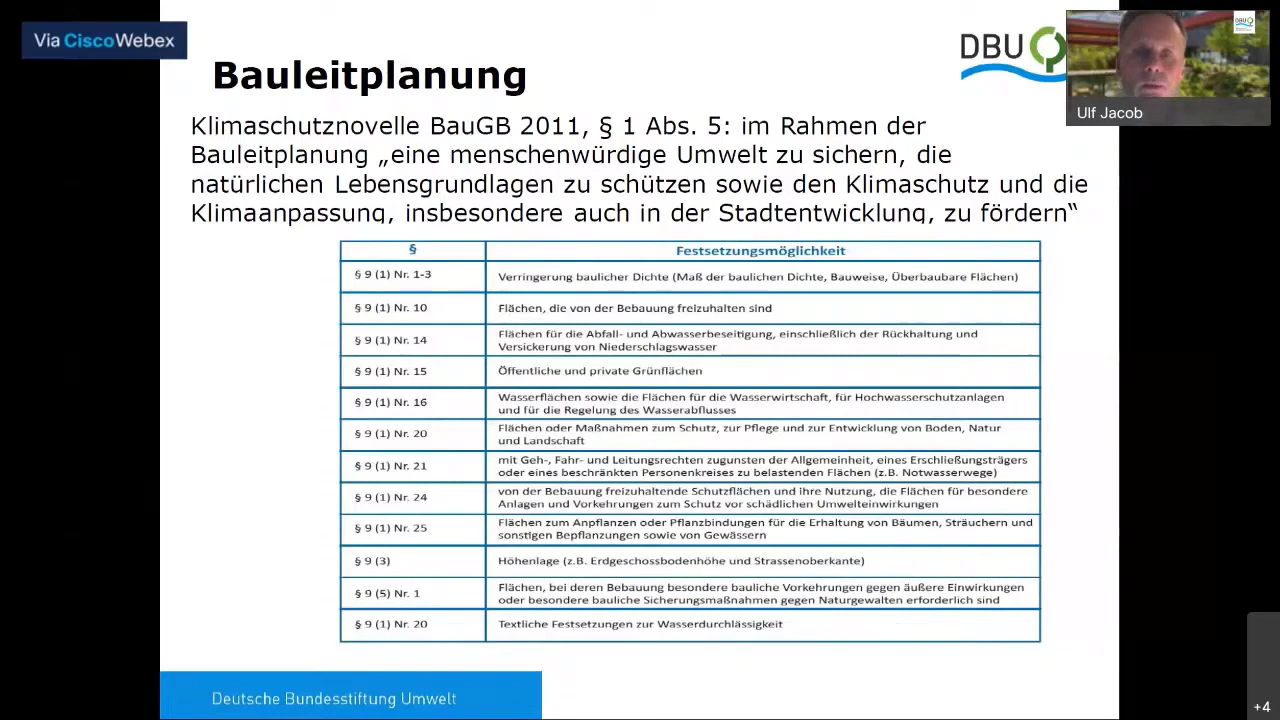 Via CiscoWebex
DBU
Ulf Jacob
Bauleitplanung
Klimaschutznovelle BauGB 2011, § 1 Abs. 5: im Rahmen der
Bauleitplanung „eine menschenwürdige Umwelt zu sichern, die
natürlichen Lebensgrundlagen zu schützen sowie den Klimaschutz und die
Klimaanpassung, insbesondere auch in der Stadtentwicklung, zu fördern“
§ Festsetzungsmöglichkeit
§ 9 (1) Nr. 1-3 Verringerung baulicher Dichte (Maß der baulichen Dichte, Bauweise, Überbaubare Flächen)
§ 9 (1) Nr. 10 Flächen, die von der Bebauung freizuhalten sind
§ 9 (1) Nr. 14 Flächen für die Abfall- und Abwasserbeseitigung, einschließlich der Rückhaltung und
Versickerung von Niederschlagswasser
§ 9 (1) Nr. 15 Öffentliche und private Grünflächen
§ 9 (1) Nr. 16 Wasserflächen sowie die Flächen für die Wasserwirtschaft, für Hochwasserschutzanlagen
und für die Regelung des Wasserabflusses
§ 9 (1) Nr. 20 Flächen oder Maßnahmen zum Schutz, zur Pflege und zur Entwicklung von Boden, Natur
und Landschaft
§ 9 (1) Nr. 21 mit Geh-, Fahr- und Leitungsrechten zugunsten der Allgemeinheit, eines Erschließungsträgers
oder eines beschränkten Personenkreises zu belastenden Flächen (z.B. Notwasserwege)
§ 9 (1) Nr. 24 von der Bebauung freizuhaltende Schutzflächen und ihre Nutzung, die Flächen für besondere
Anlagen und Vorkehrungen zum Schutz vor schädlichen Umwelteinwirkungen
§ 9 (1) Nr. 25 Flächen zum Anpflanzen oder Pflanzbindungen für die Erhaltung von Bäumen, Sträuchern und
sonstigen Bepflanzungen sowie von Gewässern
§ 9 (3) Höhenlage (z.B. Erdgeschossbodenhöhe und Strassenoberkante)
§ 9 (5) Nr. 1 Flächen, bei deren Bebauung besondere bauliche Vorkehrungen gegen äußere Einwirkungen
oder besondere bauliche Sicherungsmaßnahmen gegen Naturgewalten erforderlich sind
§ 9 (1) Nr. 20 Textliche Festsetzungen zur Wasserdurchlässigkeit
Deutsche Bundesstiftung Umwelt
+4